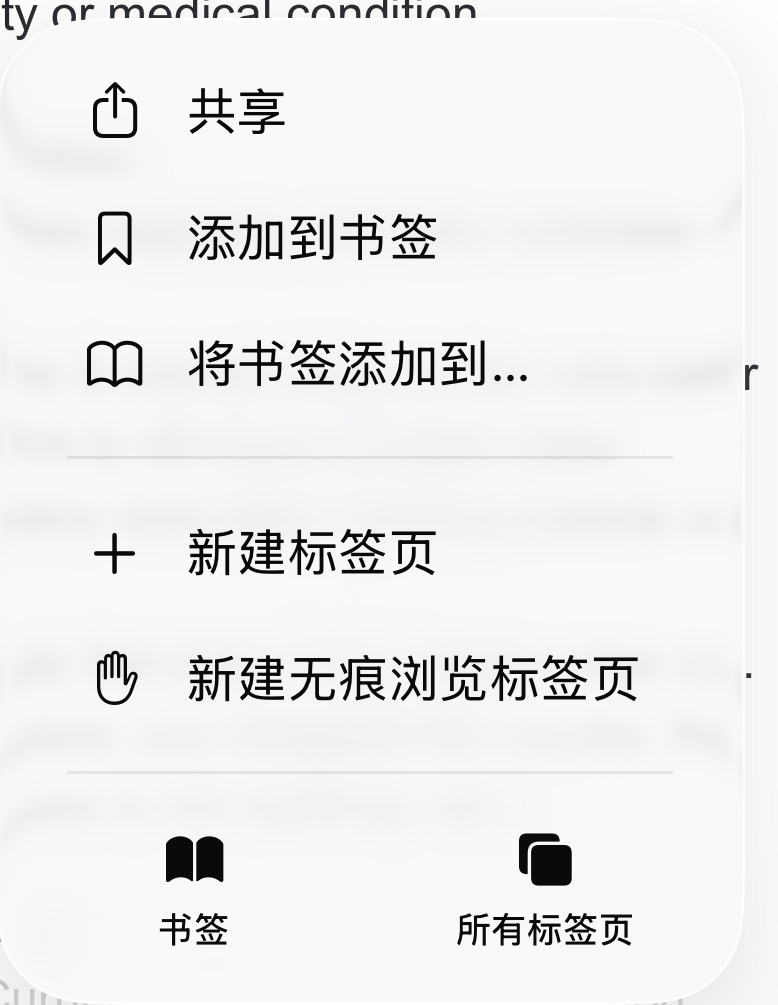 ty or medical condition
共享
添加到书签
将书签添加到...
r
新建标签页
新建无痕浏览标签页
.
书签
所有标签页